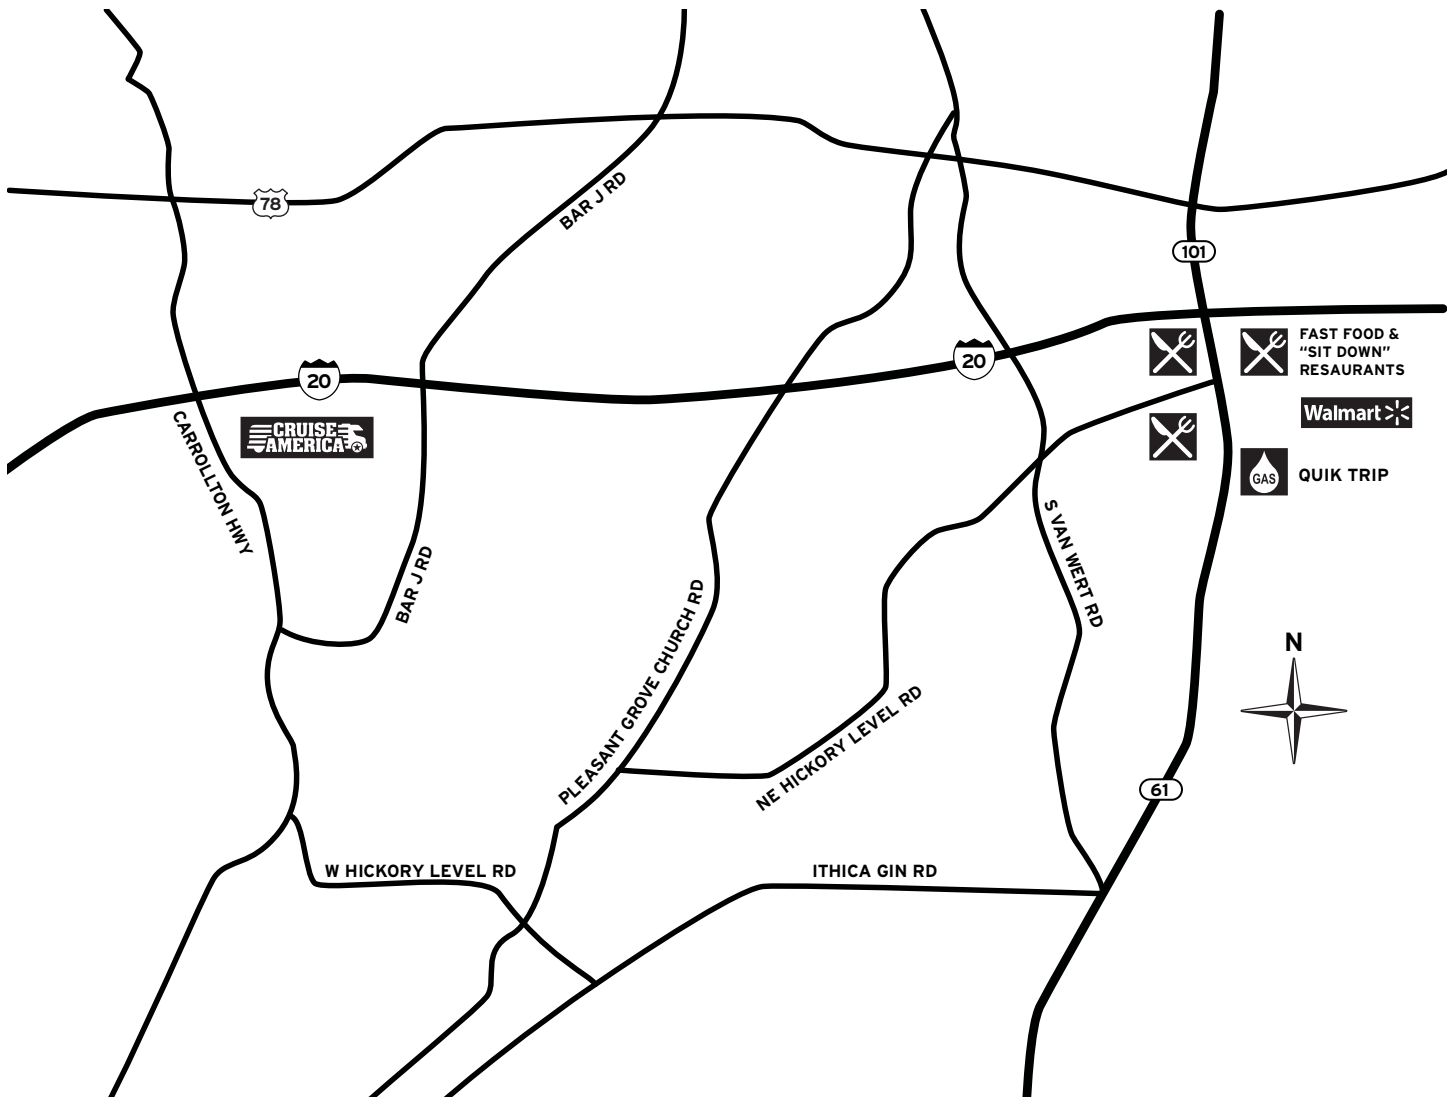 78
BAR J RD
101
20
20
FAST FOOD &
“SIT DOWN”
RESAURANTS
CARROLLTON HWY
CRUISE
AMERICA
Walmart
GAS
QUIK TRIP
S VAN WERT RD
BAR J RD
PLEASANT GROVE CHURCH RD
N
NE HICKORY LEVEL RD
61
W HICKORY LEVEL RD
ITHICA GIN RD